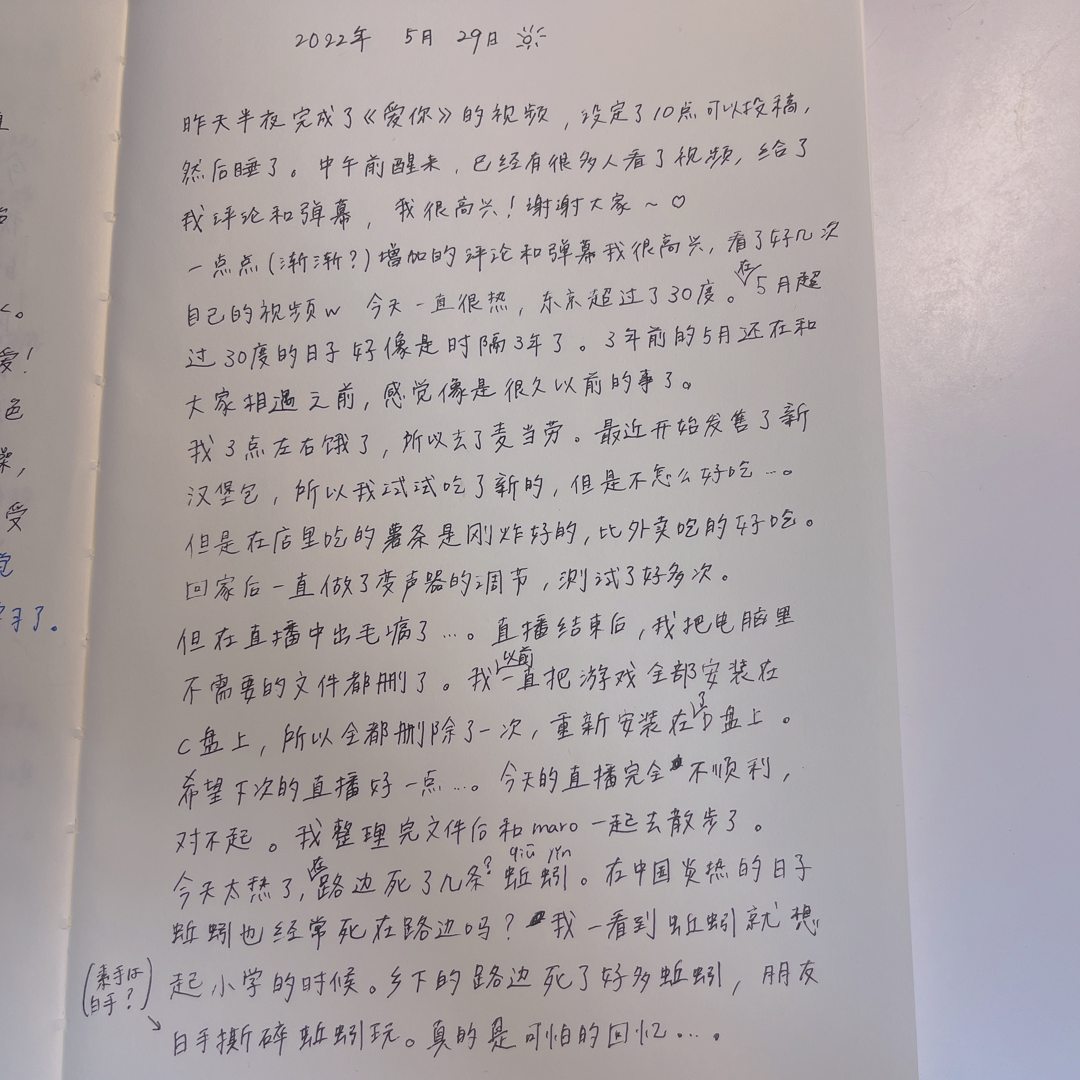 2022年 5月 29日
昨天半夜完成了《爱你》的视频,设定了10点可以投稿,
然后睡了。中午前醒来,已经有很多人看了视频,给了
我评论和弹幕,我很高兴!谢谢大家~♡
一点点(渐渐?)增加的评论和弹幕我很高兴,看了好几次
自己的视频w 今天一直很热,东京超过了30度。在5月超
过30度的日子好像是时隔3年了。3年前的5月还在和
大家相遇之前,感觉像是很久以前的事了。
我3点左右饿了,所以去了麦当劳。最近开始发售了新
汉堡包,所以我试试吃了新的,但是不怎么好吃…。
但是在店里吃的薯条是刚炸好的,比外卖吃的好吃。
回家后一直做了变声器的调节,测试了好多次。
但在直播中出毛病了…。直播结束后,我把电脑里
不需要的文件都删了。我以前一直把游戏全部安装在
C盘上,所以全都删除了一次,重新安装在了D盘上。
希望下次的直播好一点…。今天的直播完全不顺利,
对不起。我整理完文件后和maro一起去散步了。
qiū yǐn
今天太热了,在路边死了几条?蚯蚓。在中国炎热的日子
蚯蚓也经常死在路边吗?我一看到蚯蚓就想
起小学的时候。乡下的路边死了好多蚯蚓,朋友
(素手は
白手?)
白手撕碎蚯蚓玩。真的是可怕的回忆…。
直
く。
爱!
色
噪,
受
了。